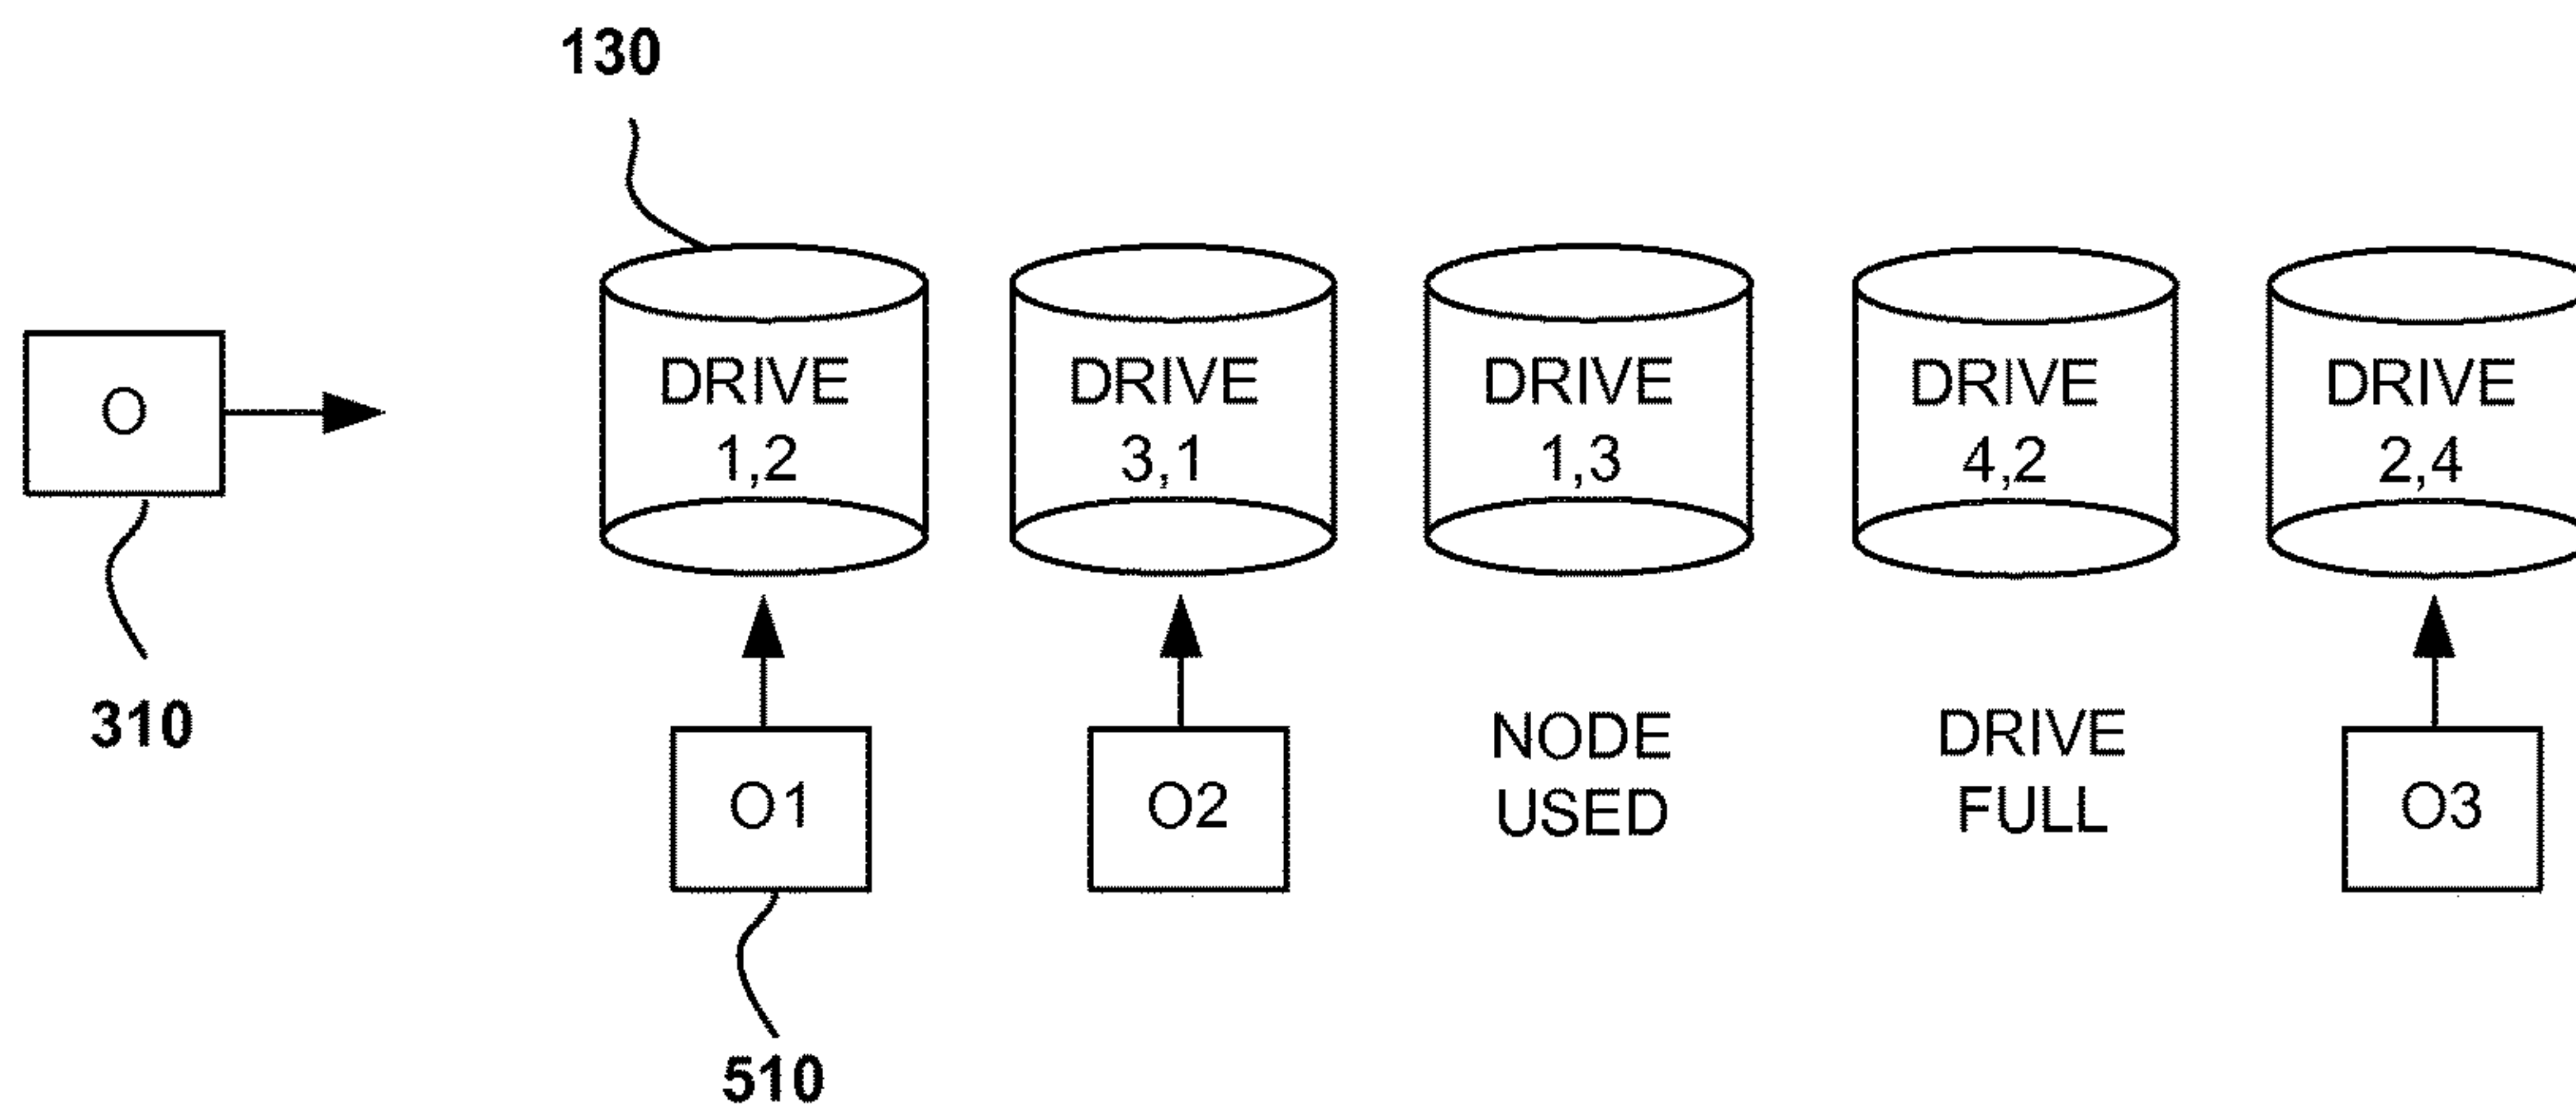 130
O
DRIVE
1,2
DRIVE
3,1
DRIVE
1,3
DRIVE
4,2
DRIVE
2,4
310
O1
O2
NODE
USED
DRIVE
FULL
O3
510